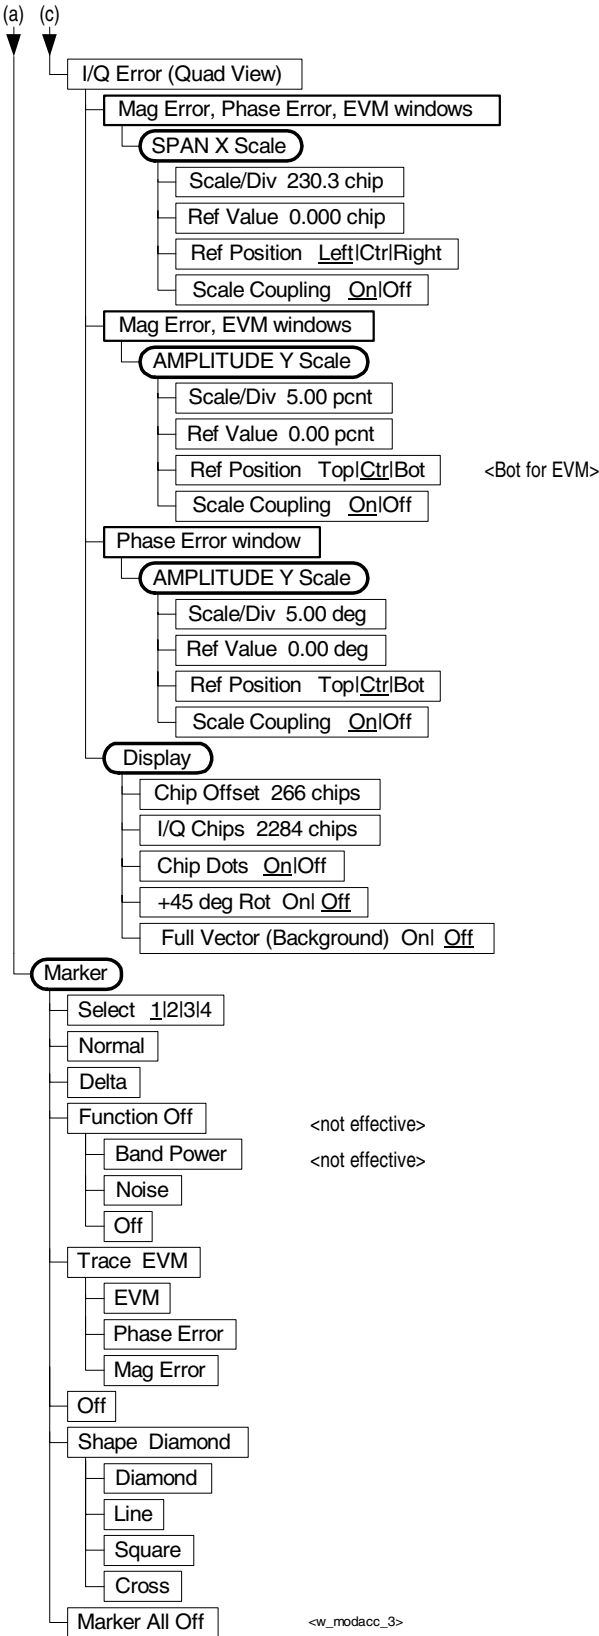 (a) (c)
I/Q Error (Quad View)
Mag Error, Phase Error, EVM windows
SPAN X Scale
Scale/Div 230.3 chip
Ref Value 0.000 chip
Ref Position Left|Ctr|Right
Scale Coupling On|Off
Mag Error, EVM windows
AMPLITUDE Y Scale
Scale/Div 5.00 pcnt
Ref Value 0.00 pcnt
Ref Position Top|Ctr|Bot <Bot for EVM>
Scale Coupling On|Off
Phase Error window
AMPLITUDE Y Scale
Scale/Div 5.00 deg
Ref Value 0.00 deg
Ref Position Top|Ctr|Bot
Scale Coupling On|Off
Display
Chip Offset 266 chips
I/Q Chips 2284 chips
Chip Dots On|Off
+45 deg Rot On| Off
Full Vector (Background) On| Off
Marker
Select 1|2|3|4
Normal
Delta
Function Off <not effective>
Band Power <not effective>
Noise
Off
Trace EVM
EVM
Phase Error
Mag Error
Off
Shape Diamond
Diamond
Line
Square
Cross
Marker All Off <w_modacc_3>